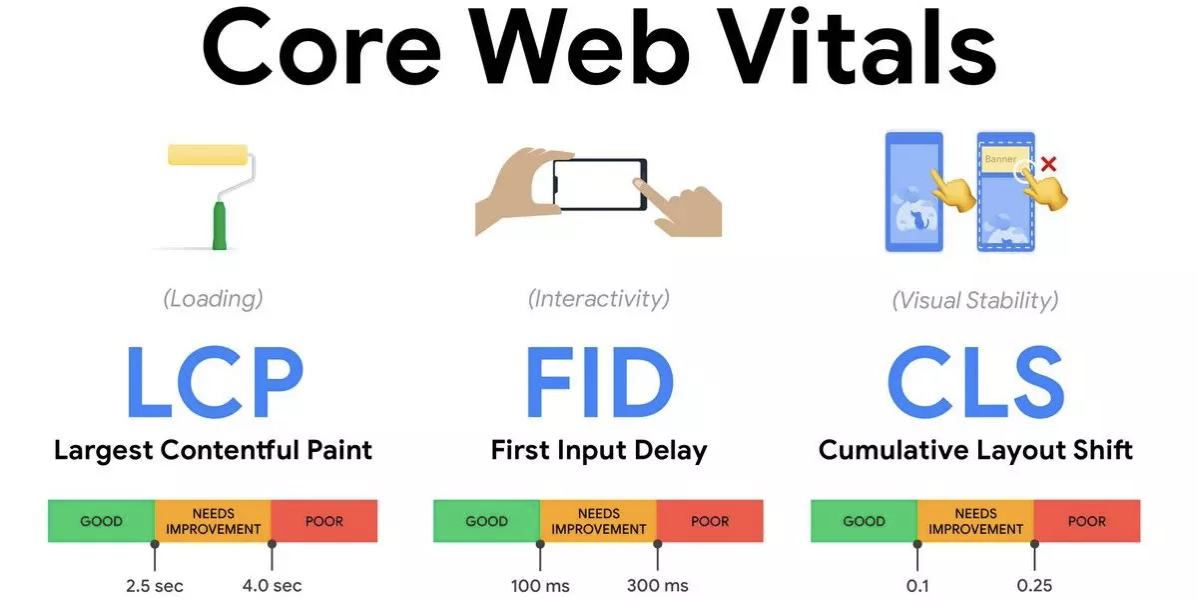 Core Web Vitals
Banner
(Loading)
(Interactivity)
(Visual Stability)
LCP
FID
CLS
Largest Contentful Paint
First Input Delay
Cumulative Layout Shift
GOOD
NEEDS
IMPROVEMENT
POOR
GOOD
NEEDS
IMPROVEMENT
POOR
GOOD
NEEDS
IMPROVEMENT
POOR
2.5 sec
4.0 sec
100 ms
300 ms
0.1
0.25